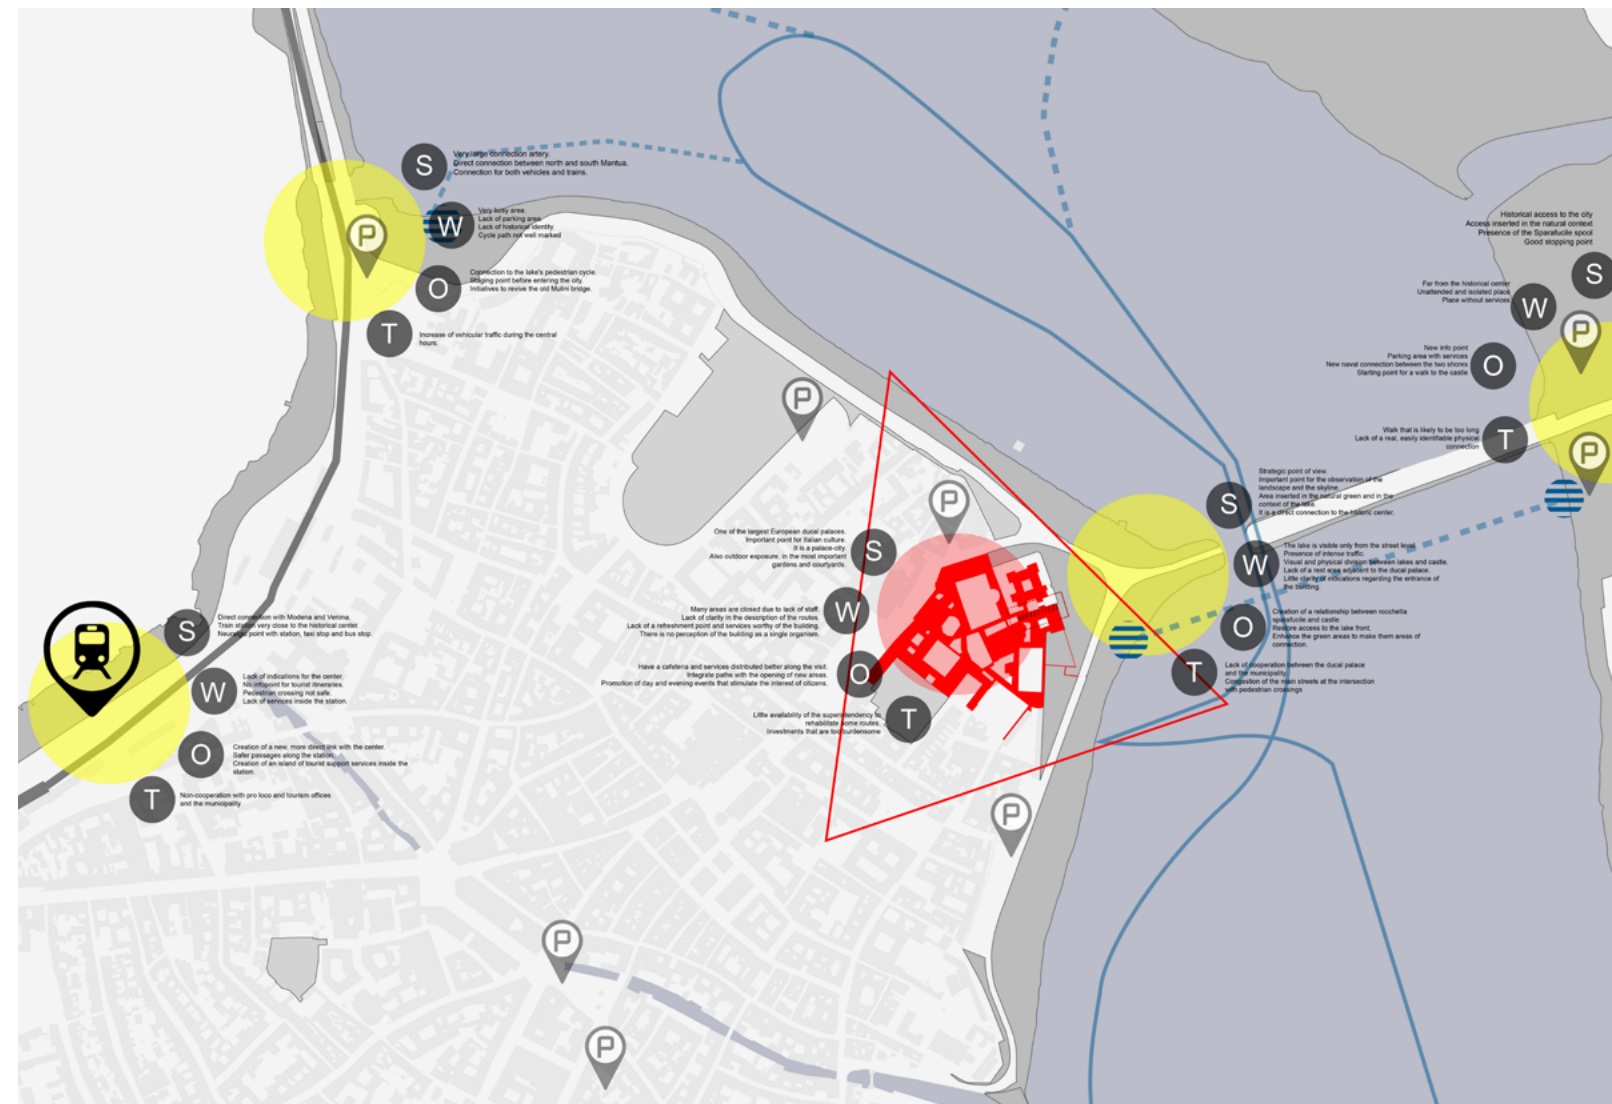 S
Very large connection artery.
Direct connection between north and south Mantua.
Connection for both vehicles and trains.
W
Very busy area.
Lack of parking area.
Lack of historical identity.
Cycle path not well marked
P
O
Connection to the lake's pedestrian cycle.
Staging point before entering the city.
Initiatives to revive the old Mulini bridge.
T
Increase of vehicular traffic during the central
hours.
Historical access to the city
Access inserted in the natural context
Presence of the Sparafucile spool
Good stopping point
S
Far from the historical center
Unattended and isolated place
Place without services
W
P
New info point
Parking area with services
New naval connection between the two shores
Starting point for a walk to the castle
O
Walk that is likely to be too long
Lack of a real, easily identifiable physical
connection
T
P
P
P
Strategic point of view.
Important point for the observation of the
landscape and the skyline.
Area inserted in the natural green and in the
context of the lake.
It is a direct connection to the historic center.
S
The lake is visible only from the street level.
Presence of intense traffic.
Visual and physical division between lakes and castle.
Lack of a rest area adjacent to the ducal palace.
Little clarity of indications regarding the entrance of
the building.
W
Creation of a relationship between rocchetta
sparafucile and castle.
Restore access to the lake front.
Enhance the green areas to make them areas of
connection.
O
Lack of cooperation between the ducal palace
and the municipality.
Congestion of the main streets at the intersection
with pedestrian crossings
T
One of the largest European ducal palaces.
Important point for Italian culture.
It is a palace-city.
Also outdoor exposure, in the most important
gardens and courtyards.
S
Many areas are closed due to lack of staff.
Lack of clarity in the description of the routes.
Lack of a refreshment point and services worthy of the building.
There is no perception of the building as a single organism.
W
Have a cafeteria and services distributed better along the visit.
Integrate paths with the opening of new areas.
Promotion of day and evening events that stimulate the interest of citizens.
O
Little availability of the superintendency to
rehabilitate some routes.
Investments that are too burdensome
T
S
Direct connection with Modena and Verona.
Train station very close to the historical center.
Neuralgic point with station, taxi stop and bus stop.
W
Lack of indications for the center.
No infopoint for tourist itineraries.
Pedestrian crossing not safe.
Lack of services inside the station.
O
Creation of a new, more direct link with the center.
Safer passages along the station.
Creation of an island of tourist support services inside the
station.
T
Non-cooperation with pro loco and tourism offices
and the municipality.
P
P
P